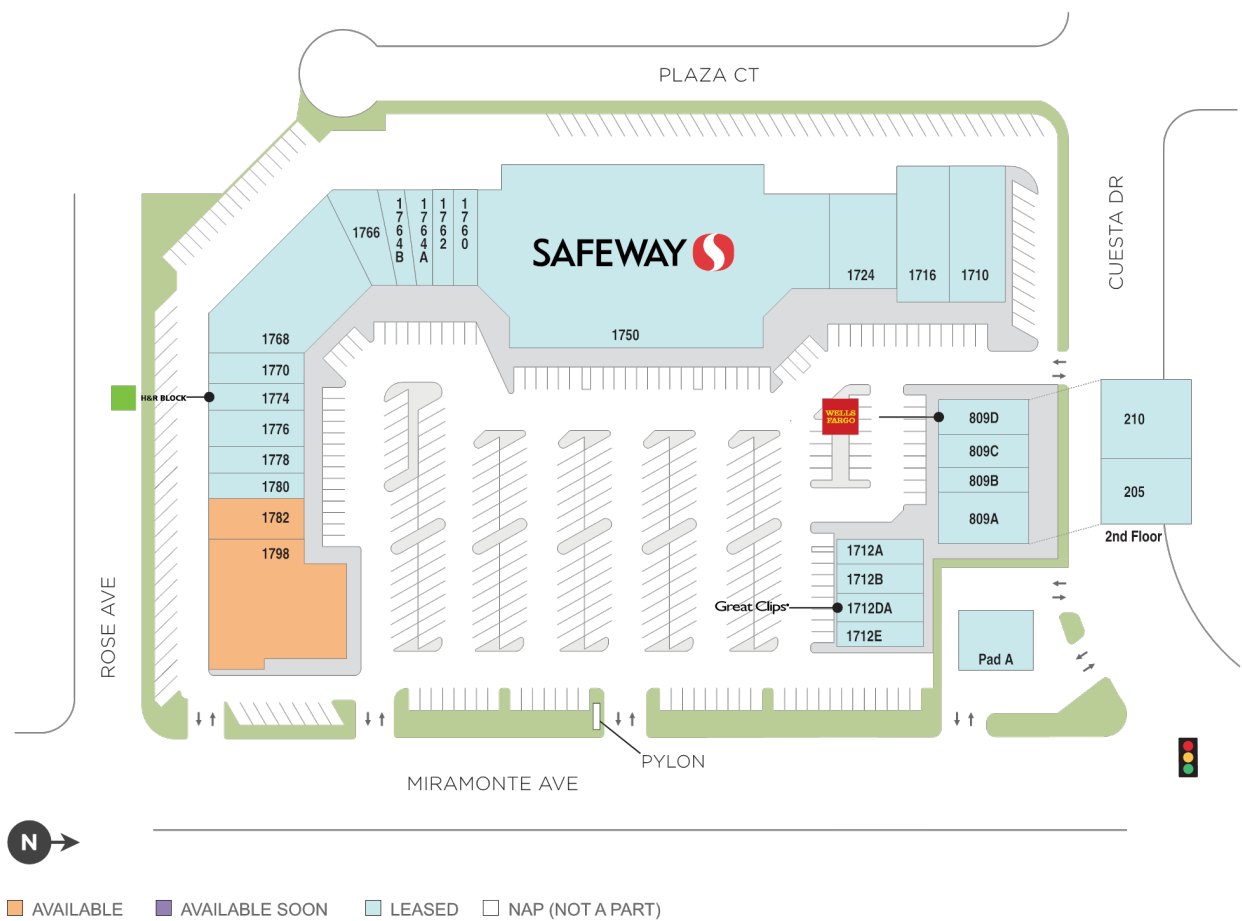 PLAZA CT
CUESTA DR
1766
1764B
1764A
1762
1760
SAFEWAY
1750
1724
1716
1710
1768
1770
H&R BLOCK
1774
1776
1778
1780
1782
1798
WELLS
FARGO
809D
809C
809B
809A
210
205
2nd Floor
1712A
1712B
Great Clips
1712DA
1712E
Pad A
ROSE AVE
PYLON
MIRAMONTE AVE
N
AVAILABLE
AVAILABLE SOON
LEASED
NAP (NOT A PART)